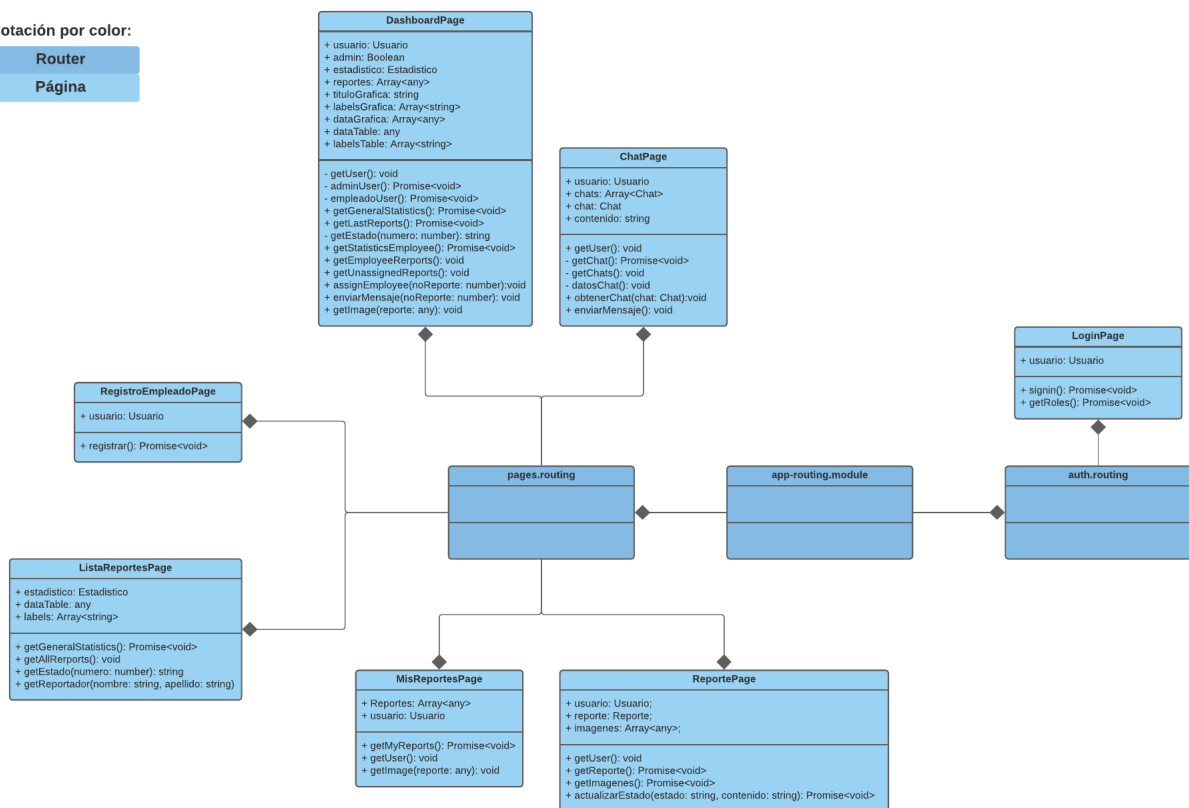 otación por color:
Router
Página
DashboardPage
+ usuario: Usuario
+ admin: Boolean
+ estadistico: Estadistico
+ reportes: Array<any>
+ tituloGrafica: string
+ labelsGrafica: Array<string>
+ dataGrafica: Array<any>
+ dataTable: any
+ labelsTable: Array<string>
- getUser(): void
- adminUser(): Promise<void>
- empleadoUser(): Promise<void>
+ getGeneralStatistics(): Promise<void>
+ getLastReports(): Promise<void>
- getEstado(numero: number): string
+ getStatisticsEmployee(): Promise<void>
+ getEmployeeRerports(): void
+ getUnassignedReports(): void
+ assignEmployee(noReporte: number):void
+ enviarMensaje(noReporte: number): void
+ getImage(reporte: any): void
ChatPage
+ usuario: Usuario
+ chats: Array<Chat>
+ chat: Chat
+ contenido: string
+ getUser(): void
- getChat(): Promise<void>
- getChats(): void
- datosChat(): void
+ obtenerChat(chat: Chat):void
+ enviarMensaje(): void
LoginPage
+ usuario: Usuario
+ signin(): Promise<void>
+ getRoles(): Promise<void>
RegistroEmpleadoPage
+ usuario: Usuario
+ registrar(): Promise<void>
pages.routing
app-routing.module
auth.routing
ListaReportesPage
+ estadistico: Estadistico
+ dataTable: any
+ labels: Array<string>
+ getGeneralStatistics(): Promise<void>
+ getAllRerports(): void
+ getEstado(numero: number): string
+ getReportador(nombre: string, apellido: string)
MisReportesPage
+ Reportes: Array<any>
+ usuario: Usuario
+ getMyReports(): Promise<void>
+ getUser(): void
+ getImage(reporte: any): void
ReportePage
+ usuario: Usuario;
+ reporte: Reporte;
+ imagenes: Array<any>;
+ getUser(): void
+ getReporte(): Promise<void>
+ getImagenes(): Promise<void>
+ actualizarEstado(estado: string, contenido: string): Promise<void>